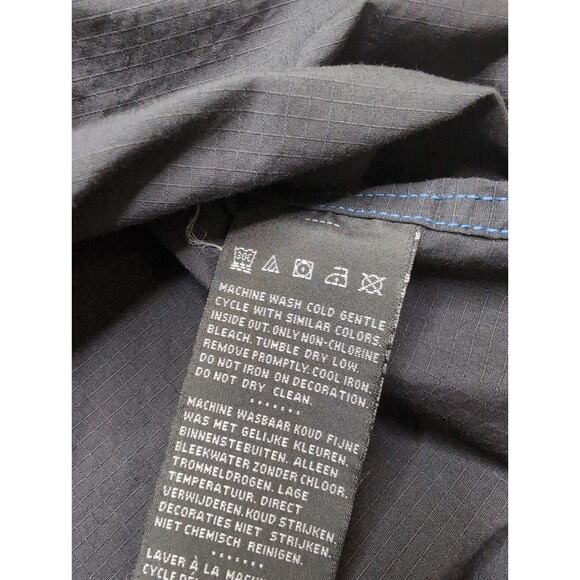 30C
MACHINE WASH COLD GENTLE
CYCLE WITH SIMILAR COLORS,
INSIDE OUT. ONLY NON-CHLORINE
BLEACH. TUMBLE DRY LOW.
REMOVE PROMPTLY. COOL IRON.
DO NOT IRON ON DECORATION.
DO NOT DRY CLEAN.
MACHINE WASBAAR KOUD FIJNE
WAS MET GELIJKE KLEUREN.
BINNENSTEBUITEN. ALLEEN
BLEEKWATER ZONDER CHLOOR.
TROMMELDROGEN. LAGE
TEMPERATUUR. DIRECT
VERWIJDEREN. KOUD STRIJKEN.
DECORATIES NIET STRIJKEN.
NIET CHEMISCH REINIGEN.
LAVER À LA MACHI
CYCLE